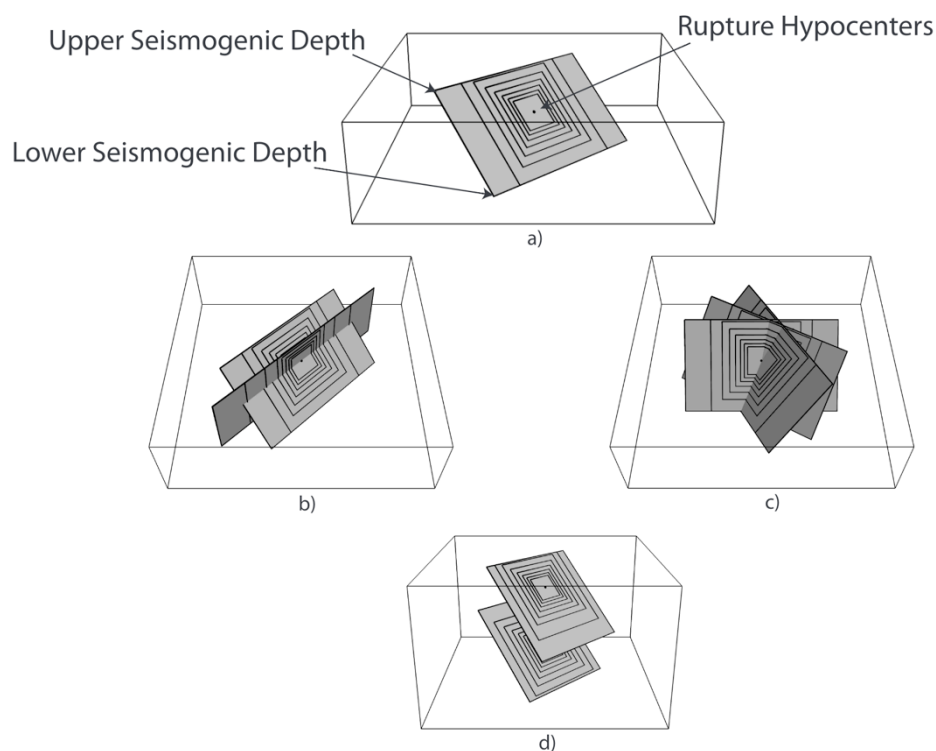 Upper Seismogenic Depth
Rupture Hypocenters
Lower Seismogenic Depth
a)
b)
c)
d)